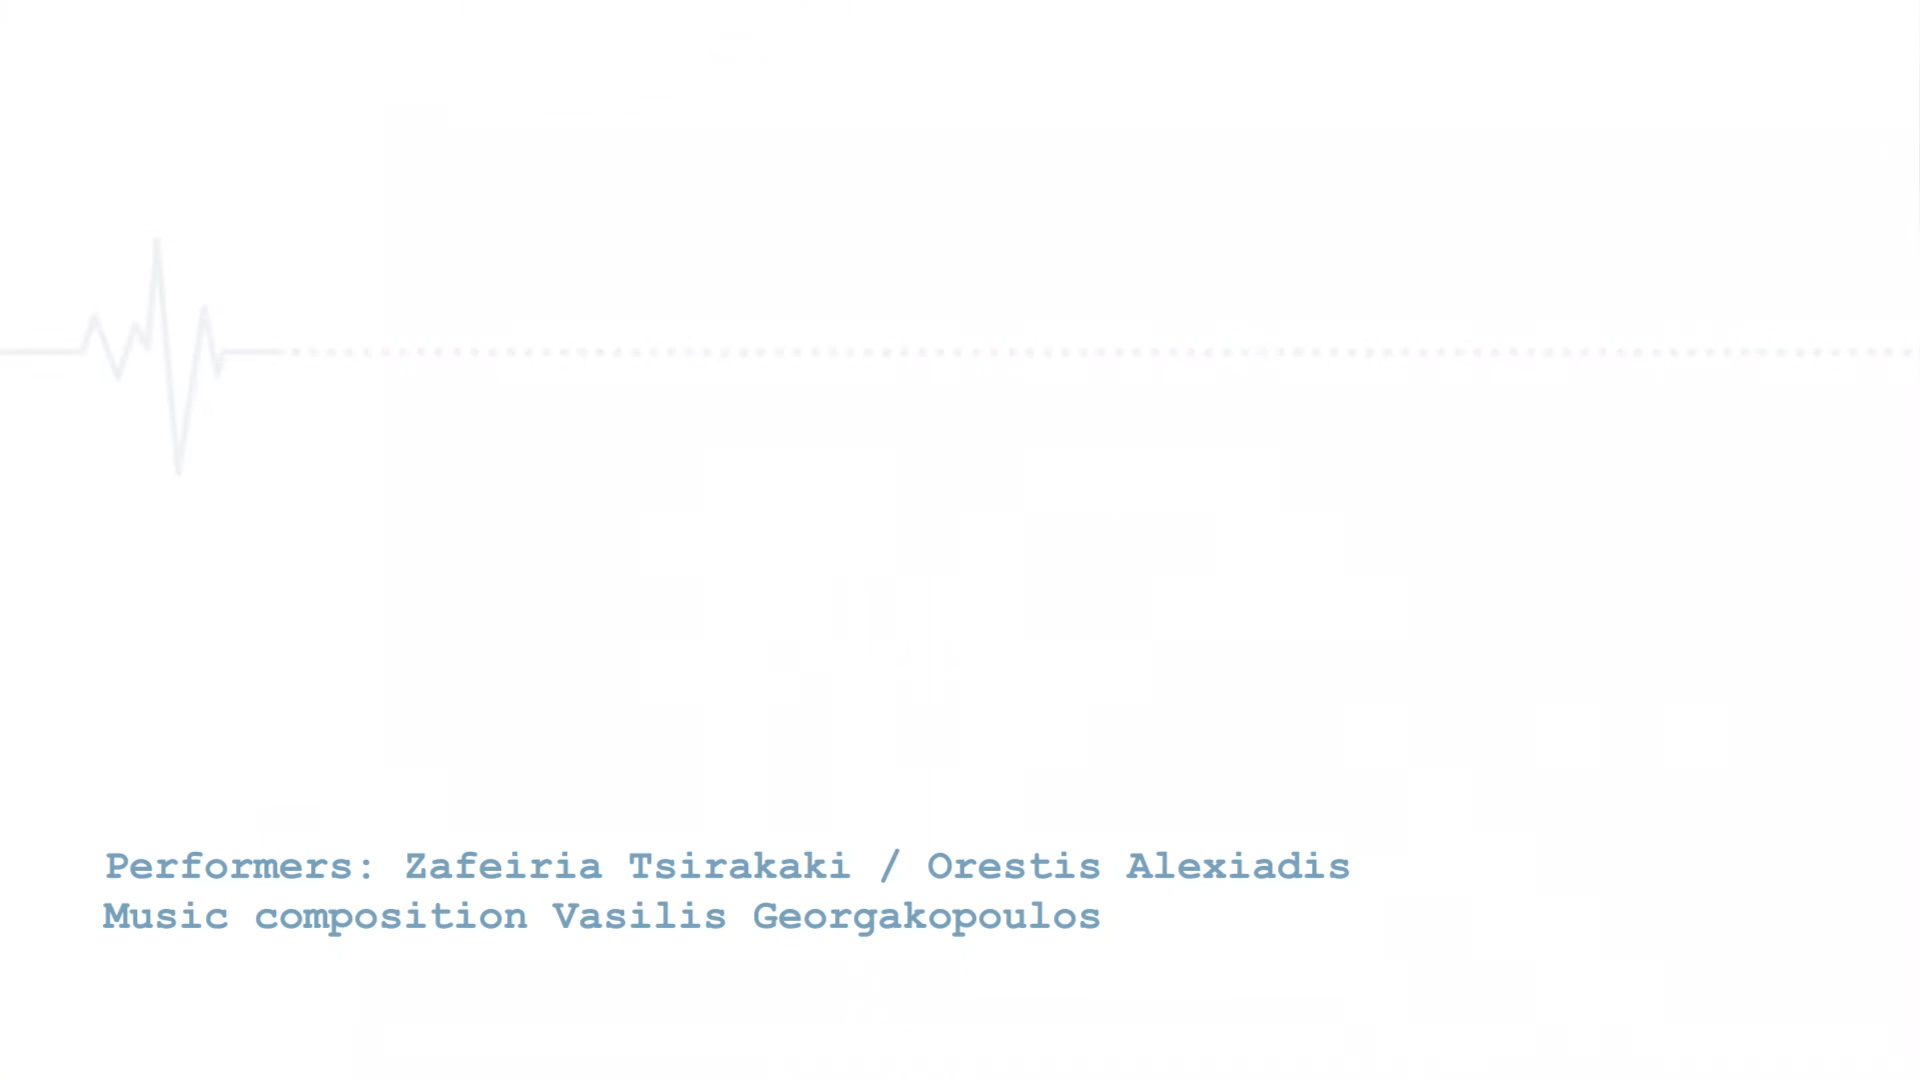 Performers: Zafeiria Tsirakaki / Orestis Alexiadis
Music composition Vasilis Georgakopoulos